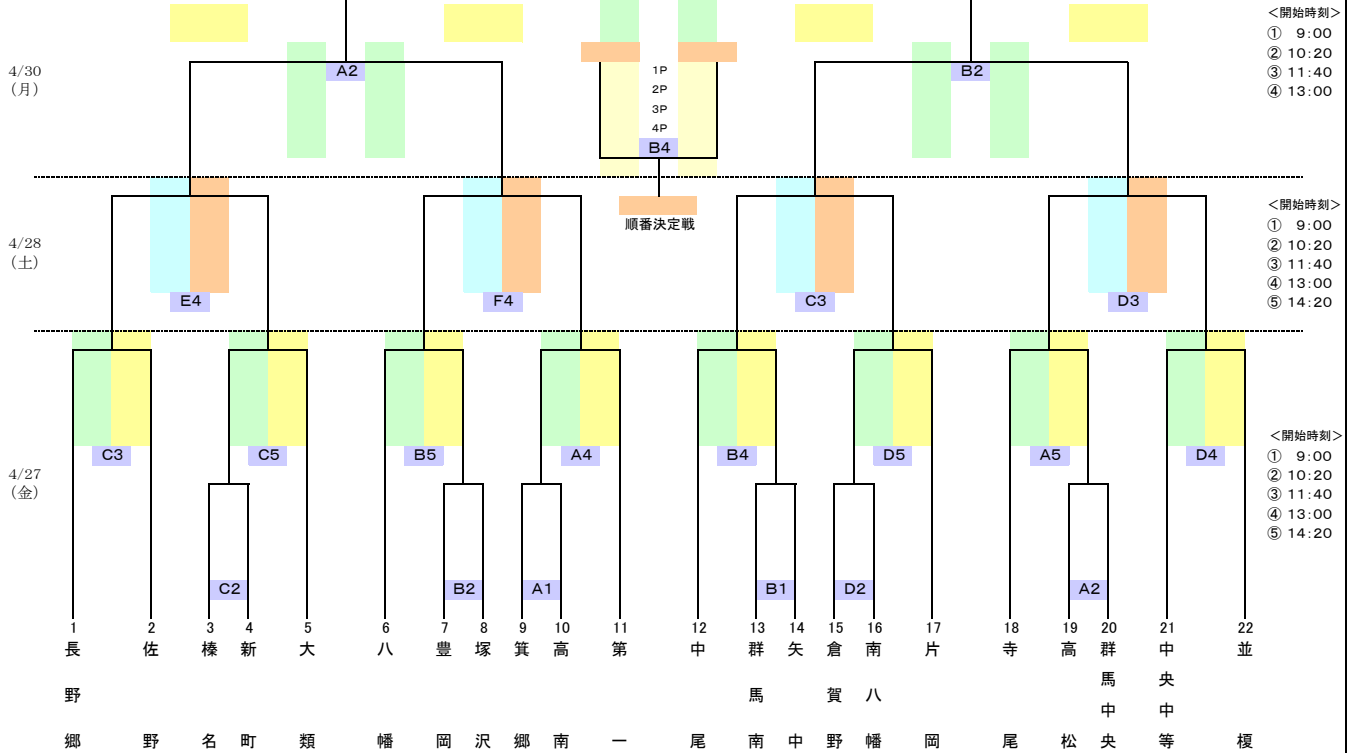 ＜開始時刻＞
① 9:00
② 10:20
③ 11:40
④ 13:00
4/30
（月）
A2
1P
2P
3P
4P
B4
B2
順番決定戦
4/28
（土）
E4
F4
C3
D3
＜開始時刻＞
① 9:00
② 10:20
③ 11:40
④ 13:00
⑤ 14:20
4/27
（金）
C3
C5
B5
A4
B4
D5
A5
D4
＜開始時刻＞
① 9:00
② 10:20
③ 11:40
④ 13:00
⑤ 14:20
C2
B2
A1
B1
D2
A2
1 長野郷
2 佐野
3 榛名
4 新町
5 大類
6 八幡
7 豊岡
8 塚沢
9 箕郷
10 高南
11 第一
12 中尾
13 群馬南
14 矢中
15 倉賀野
16 南八幡
17 片岡
18 寺尾
19 高松
20 群馬中央
21 中央中等
22 並榎